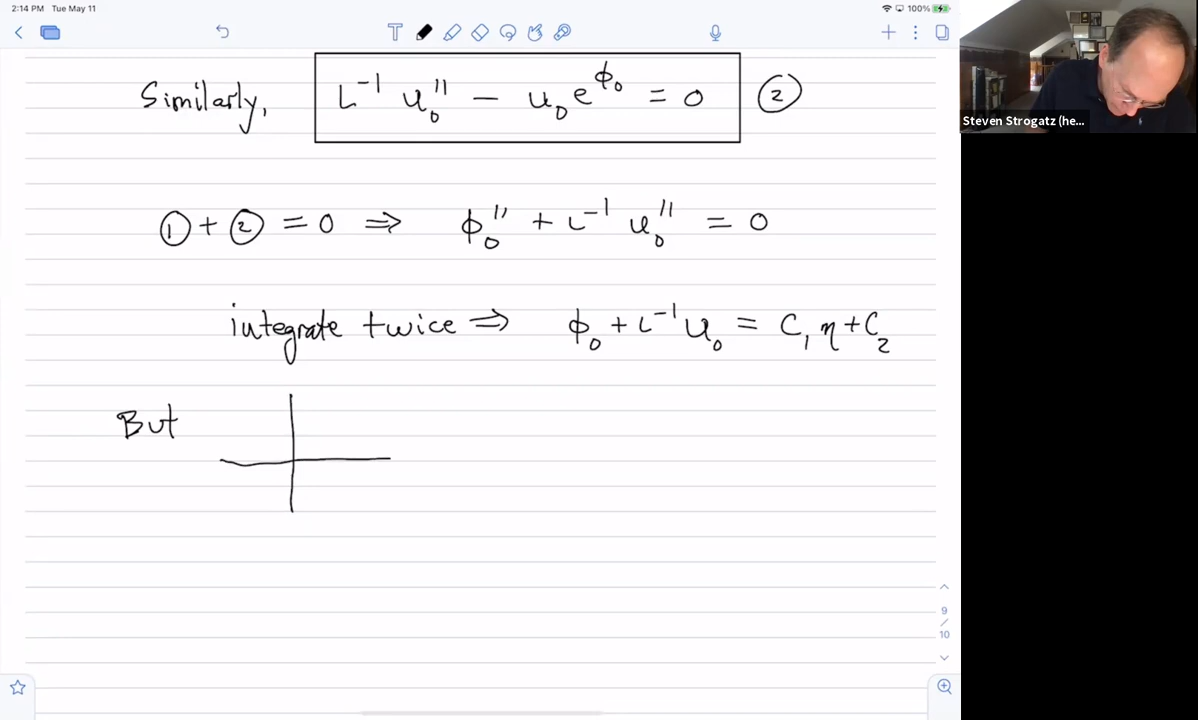 2:14 PM Tue May 11
100%
Similarly, L⁻¹ u₀'' − u₀ e^ϕ₀ = 0 ②
① + ② = 0 ⇒ ϕ₀'' + L⁻¹ u₀'' = 0
integrate twice ⇒ ϕ₀ + L⁻¹ u₀ = C₁ η + C₂
But
9
/
10
Steven Strogatz (he...